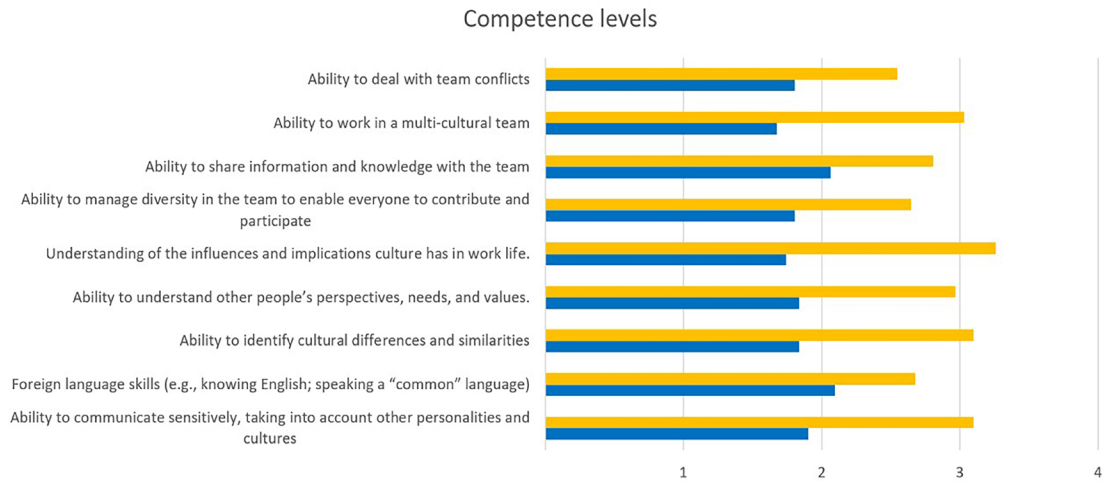 Competence levels
Ability to deal with team conflicts
Ability to work in a multi-cultural team
Ability to share information and knowledge with the team
Ability to manage diversity in the team to enable everyone to contribute and
participate
Understanding of the influences and implications culture has in work life.
Ability to understand other people’s perspectives, needs, and values.
Ability to identify cultural differences and similarities
Foreign language skills (e.g., knowing English; speaking a “common” language)
Ability to communicate sensitively, taking into account other personalities and
cultures
1 2 3 4